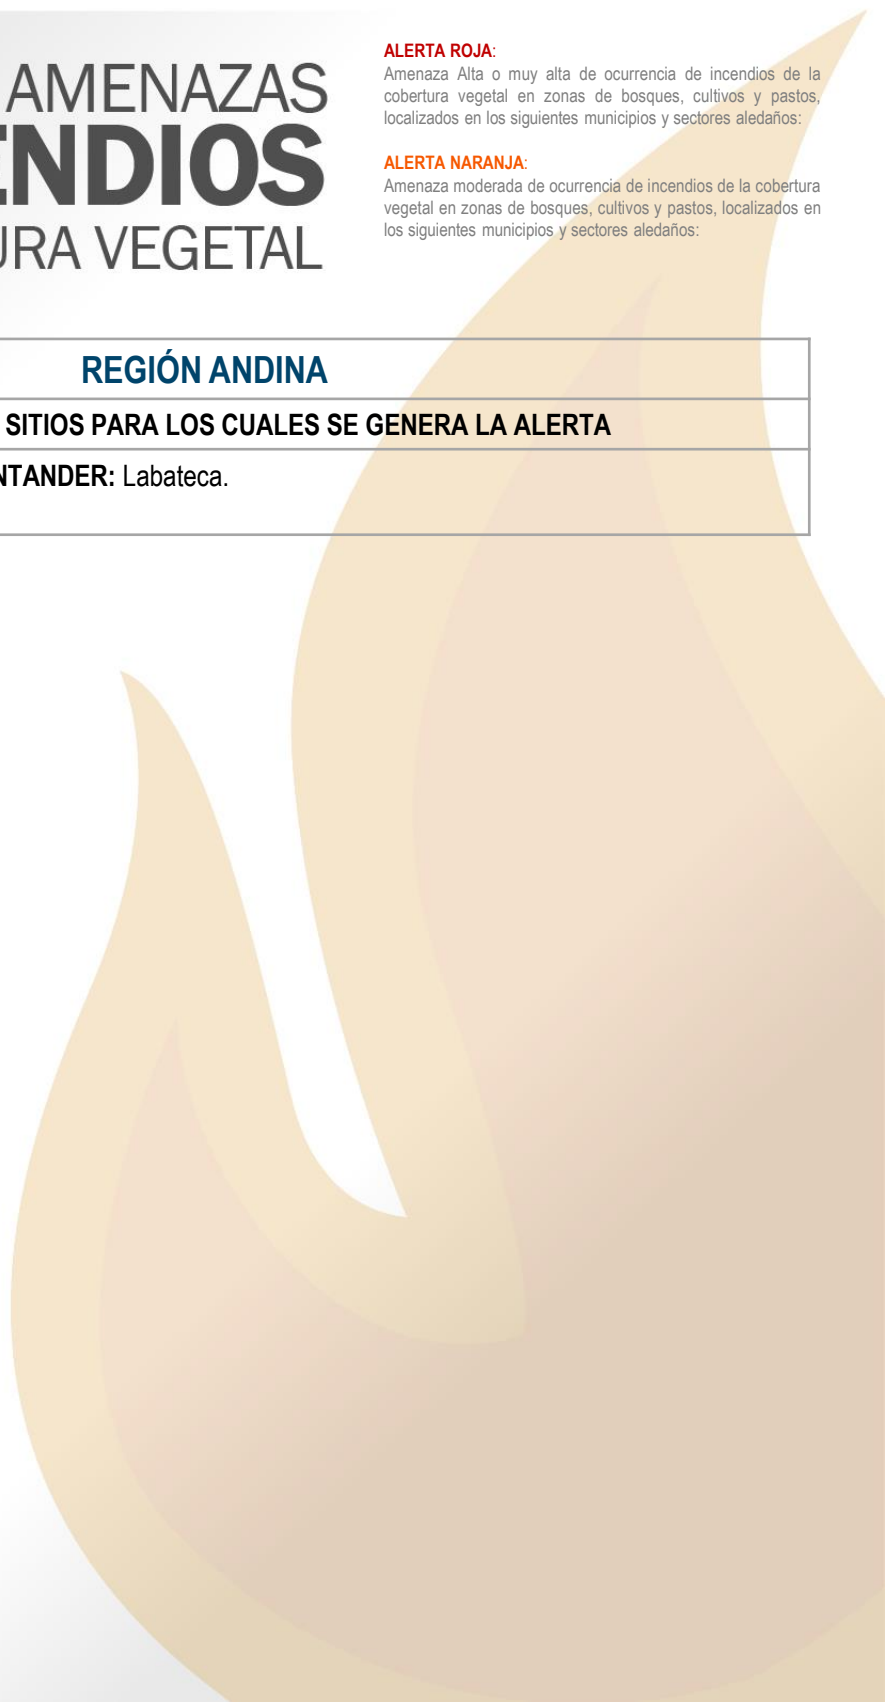 AMENAZAS
ENDIOS
URA VEGETAL
ALERTA ROJA:
Amenaza Alta o muy alta de ocurrencia de incendios de la
cobertura vegetal en zonas de bosques, cultivos y pastos,
localizados en los siguientes municipios y sectores aledaños:
ALERTA NARANJA:
Amenaza moderada de ocurrencia de incendios de la cobertura
vegetal en zonas de bosques, cultivos y pastos, localizados en
los siguientes municipios y sectores aledaños:
REGIÓN ANDINA
SITIOS PARA LOS CUALES SE GENERA LA ALERTA
NTANDER: Labateca.